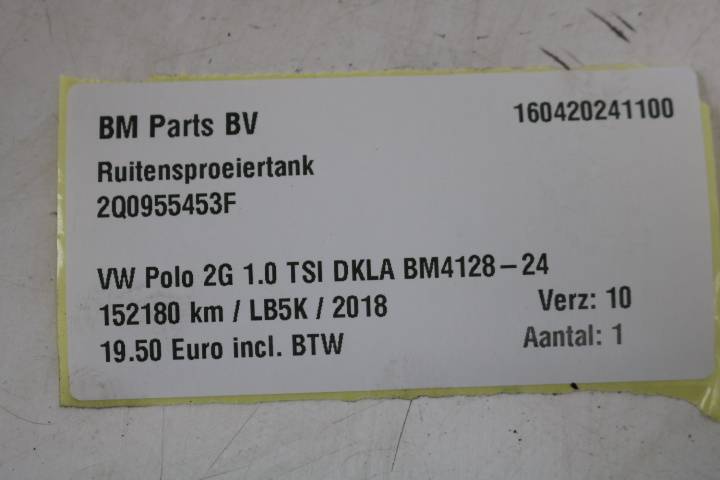 BM Parts BV 160420241100
Ruitensproeiertank
2Q0955453F
VW Polo 2G 1.0 TSI DKLA BM4128-24
152180 km / LB5K / 2018 Verz: 10
19.50 Euro incl. BTW Aantal: 1